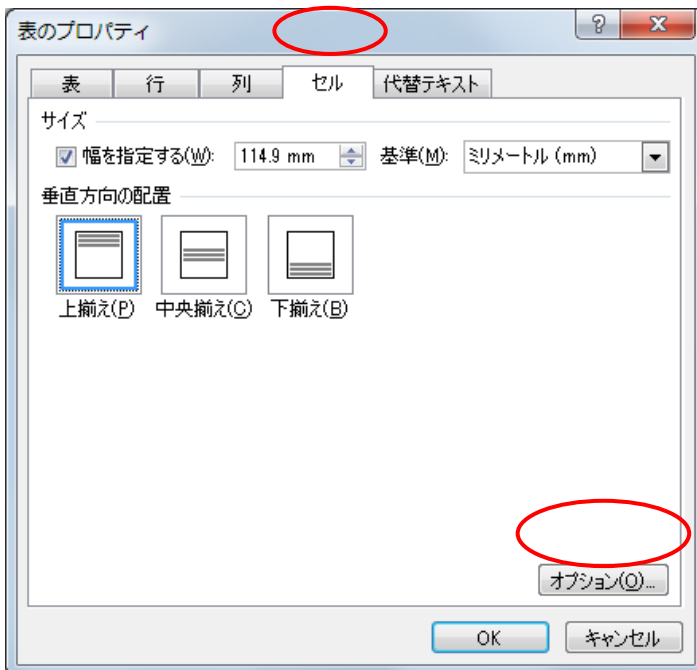 表のプロパティ
表 行 列 セル 代替テキスト
サイズ
幅を指定する(W): 114.9 mm 基準(M): ミリメートル (mm)
垂直方向の配置
上揃え(P) 中央揃え(C) 下揃え(B)
オプション(O)...
OK キャンセル